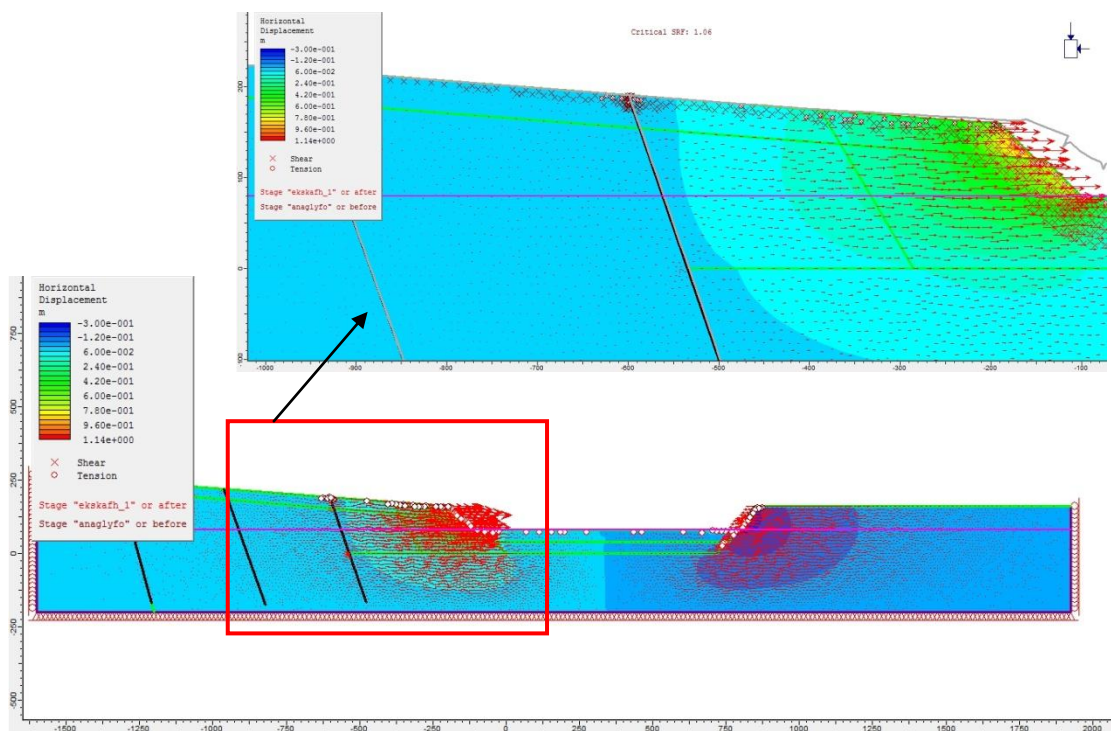 Horizontal
Displacement
m
-3.00e-001
-1.20e-001
6.00e-002
2.40e-001
4.20e-001
6.00e-001
7.80e-001
9.60e-001
1.14e+000
Shear
Tension
Stage "ekskafh_1" or after
Stage "anaglyfo" or before
Critical SRF: 1.06
200
100
0
-1000
-900
-800
-700
-600
-500
-400
-300
-200
-100
Horizontal
Displacement
m
-3.00e-001
-1.20e-001
6.00e-002
2.40e-001
4.20e-001
6.00e-001
7.80e-001
9.60e-001
1.14e+000
Shear
Tension
Stage "ekskafh_1" or after
Stage "anaglyfo" or before
750
500
250
0
-250
-500
-1500
-1250
-1000
-750
-500
-250
0
250
500
750
1000
1250
1500
1750
2000